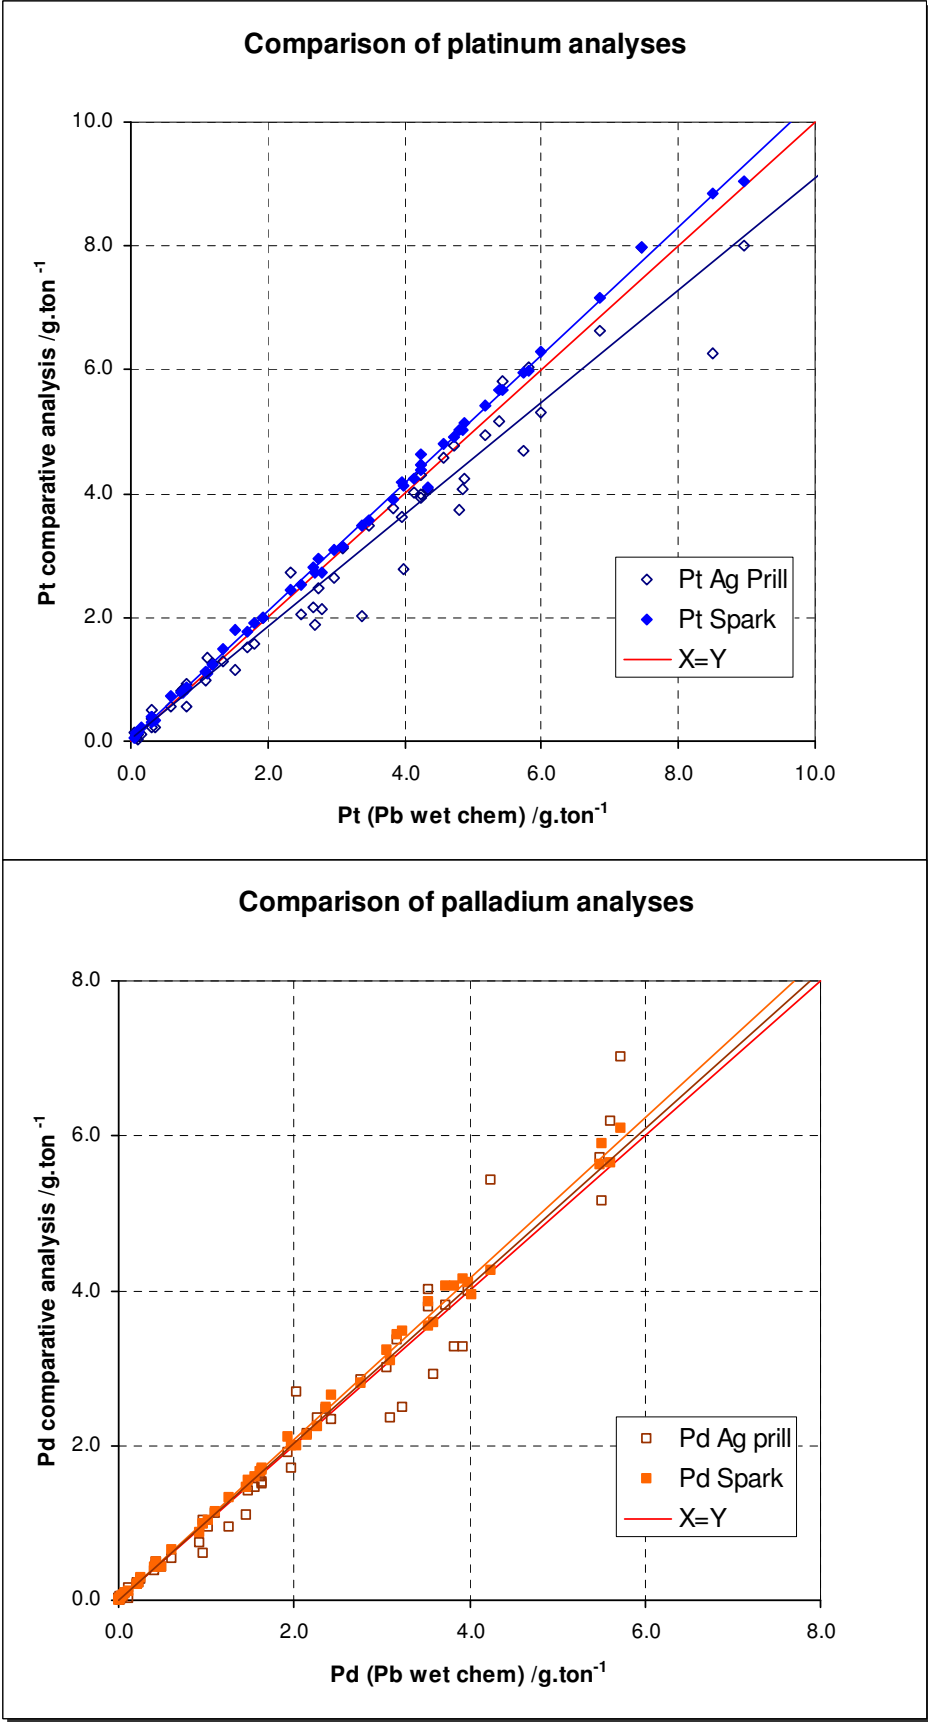 Comparison of platinum analyses
10.0
8.0
6.0
4.0
2.0
0.0
Pt comparative analysis /g.ton-1
Pt Ag Prill
Pt Spark
X=Y
0.0 2.0 4.0 6.0 8.0 10.0
Pt (Pb wet chem) /g.ton-1
Comparison of palladium analyses
8.0
6.0
4.0
2.0
0.0
Pd comparative analysis /g.ton-1
Pd Ag prill
Pd Spark
X=Y
0.0 2.0 4.0 6.0 8.0
Pd (Pb wet chem) /g.ton-1